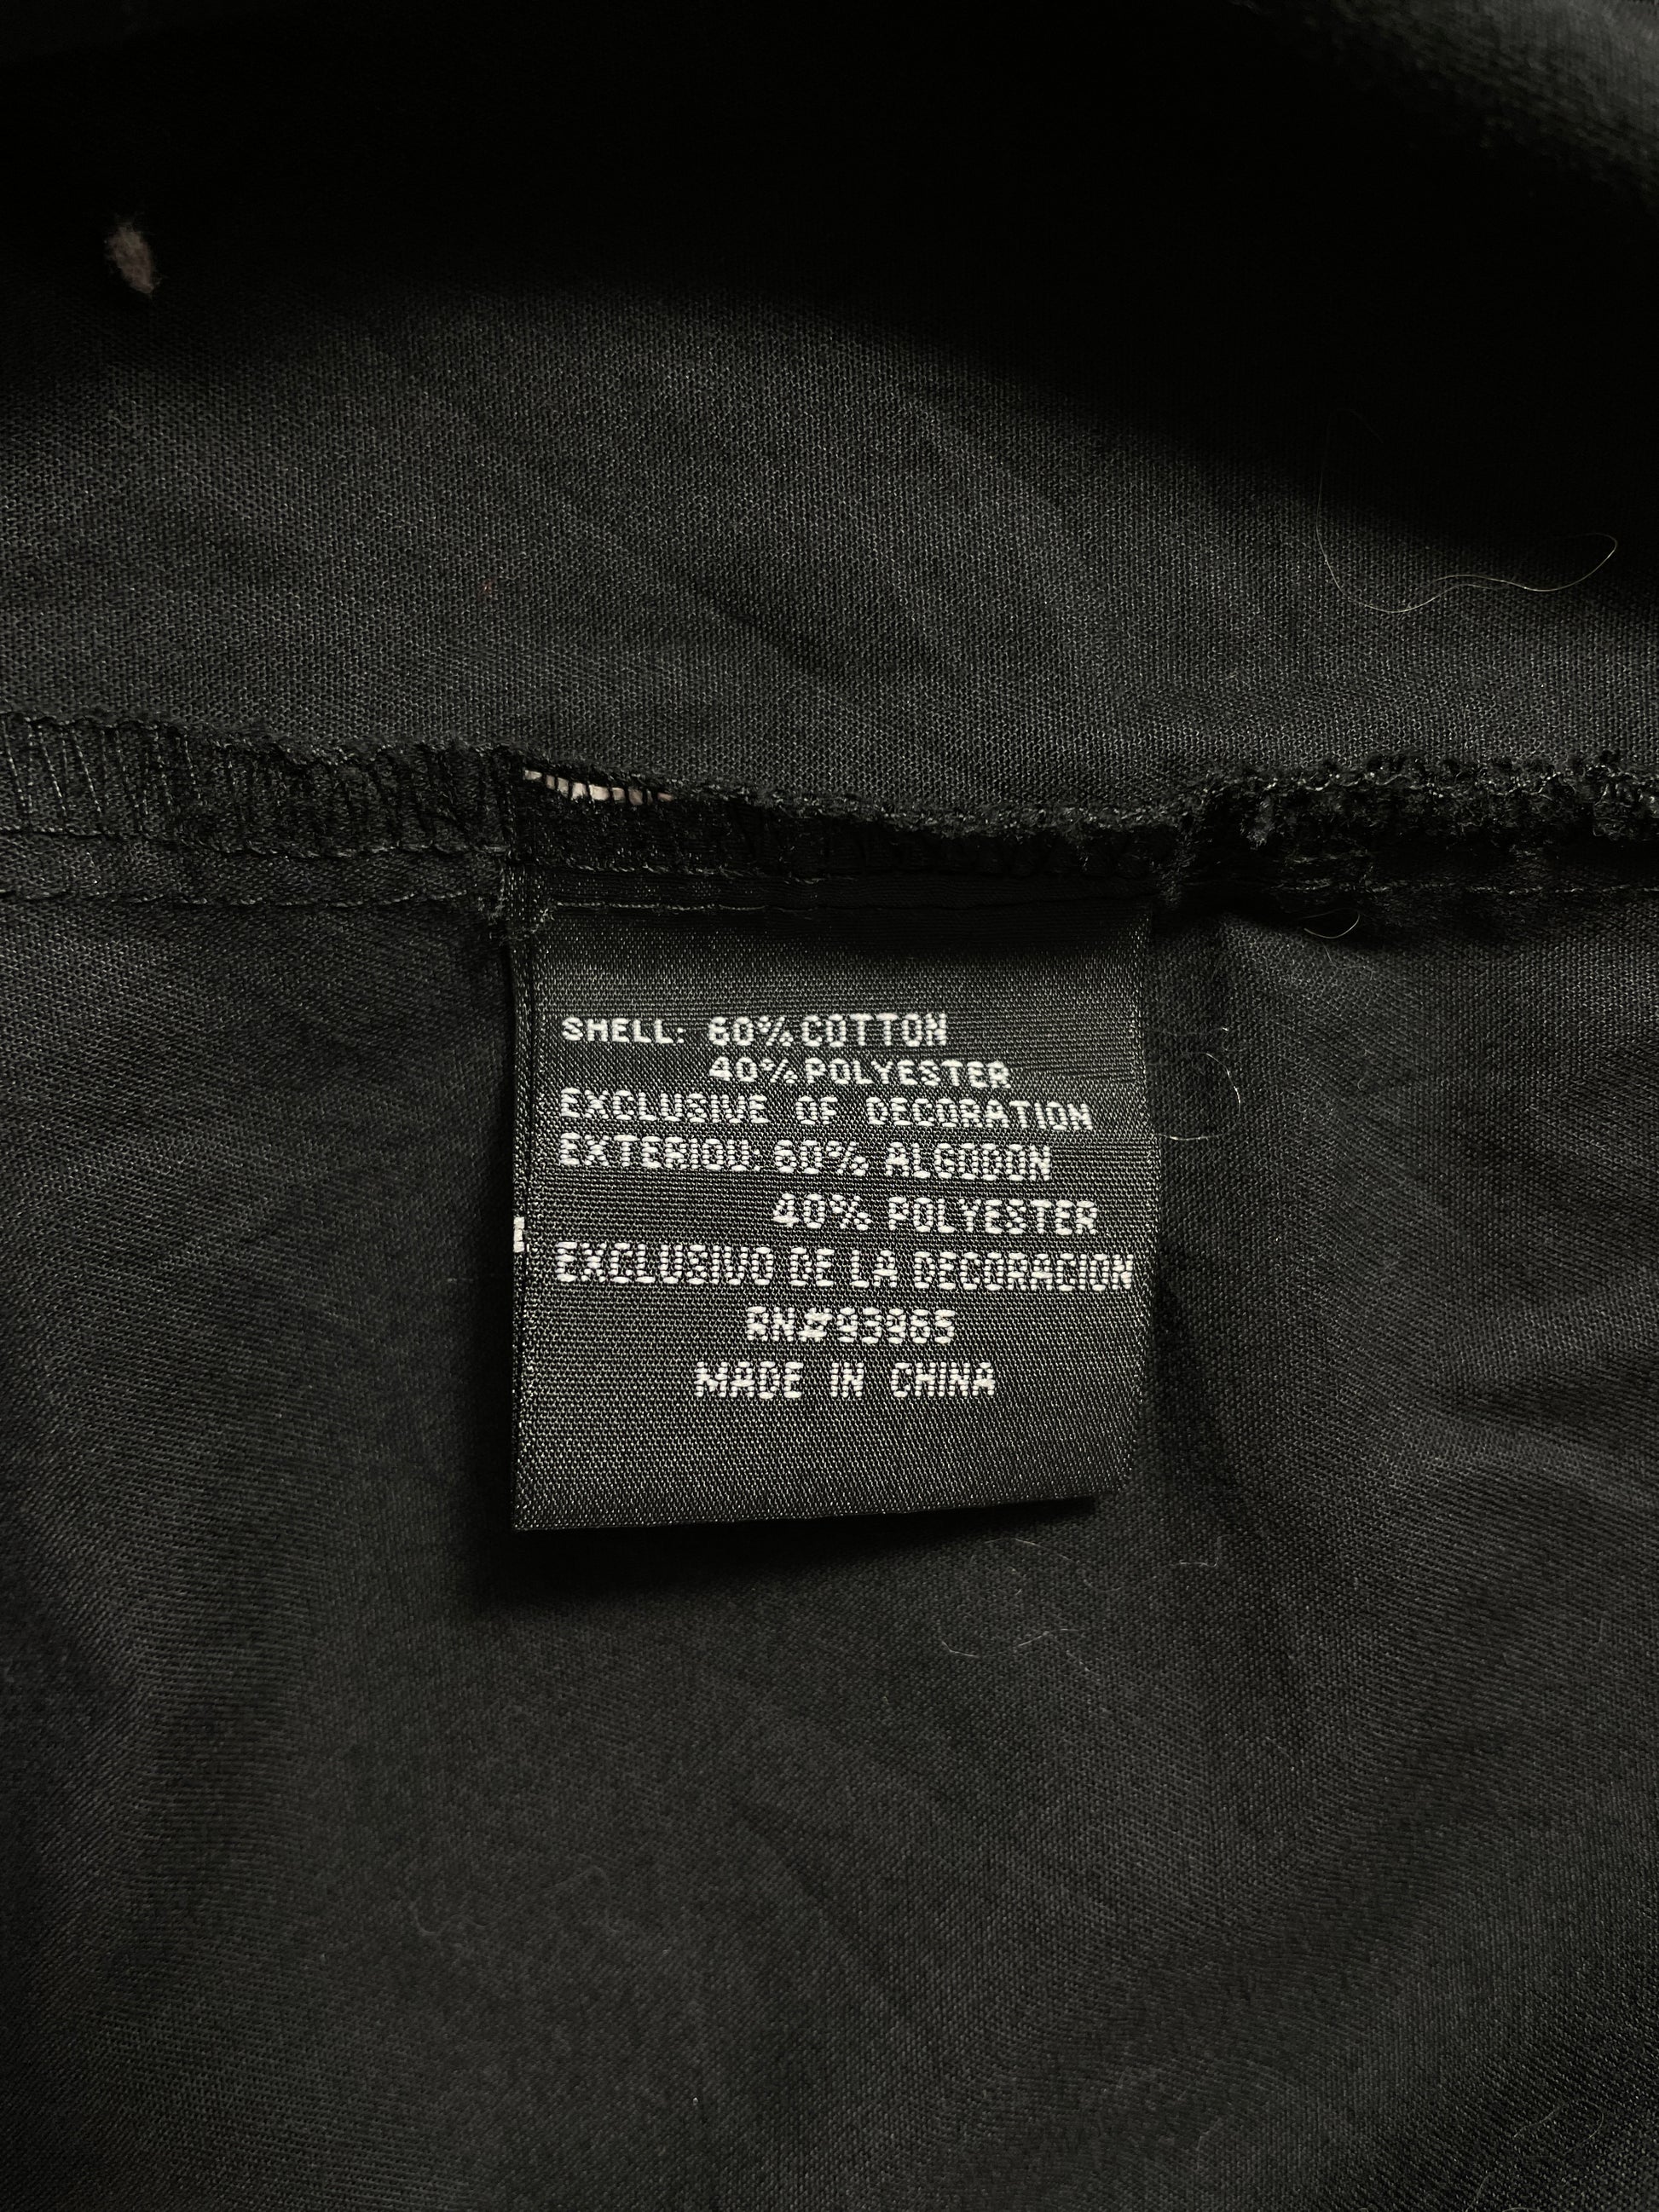 SHELL: 60% COTTON
40% POLYESTER
EXCLUSIVE OF DECORATION
EXTERIOU: 60% ALGODON
40% POLYESTER
EXCLUSIVO DE LA DECORACION
RN#93965
MADE IN CHINA